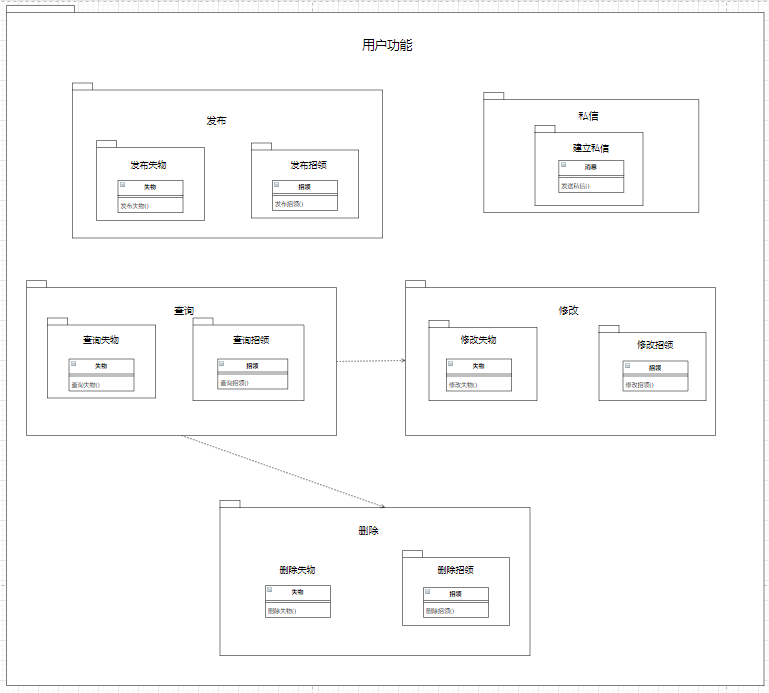 用户功能
发布
发布失物
失物
发布失物()
发布招领
招领
发布招领()
私信
建立私信
消息
发送私信()
查询
查询失物
失物
查询失物()
查询招领
招领
查询招领()
修改
修改失物
失物
修改失物()
修改招领
招领
修改招领()
删除
删除失物
失物
删除失物()
删除招领
招领
删除招领()